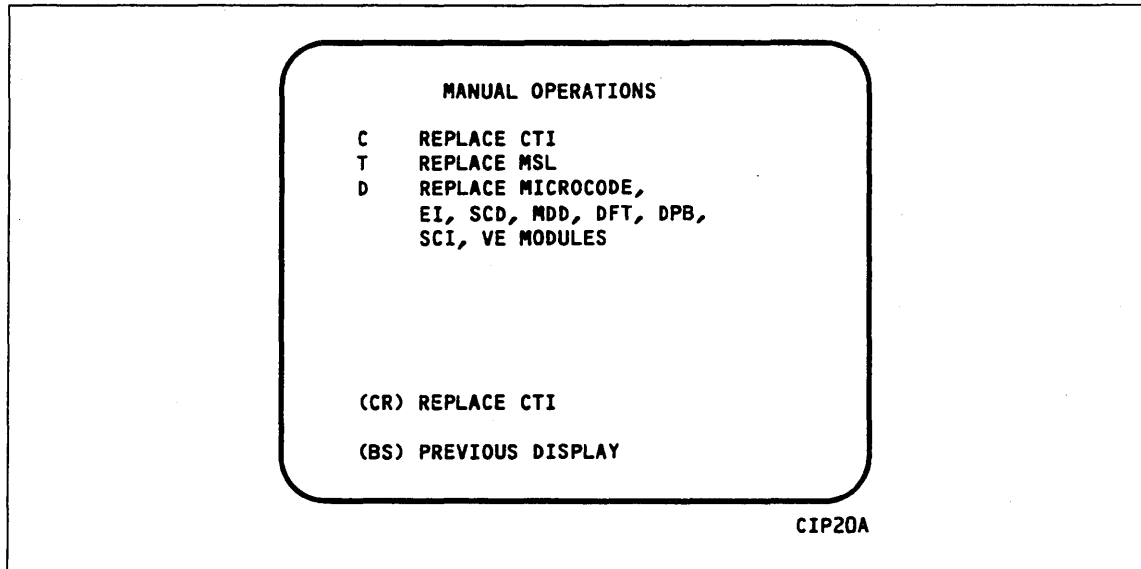 MANUAL OPERATIONS
C REPLACE CTI
T REPLACE MSL
D REPLACE MICROCODE,
EI, SCD, MDD, DFT, DPB,
SCI, VE MODULES
(CR) REPLACE CTI
(BS) PREVIOUS DISPLAY
CIP20A